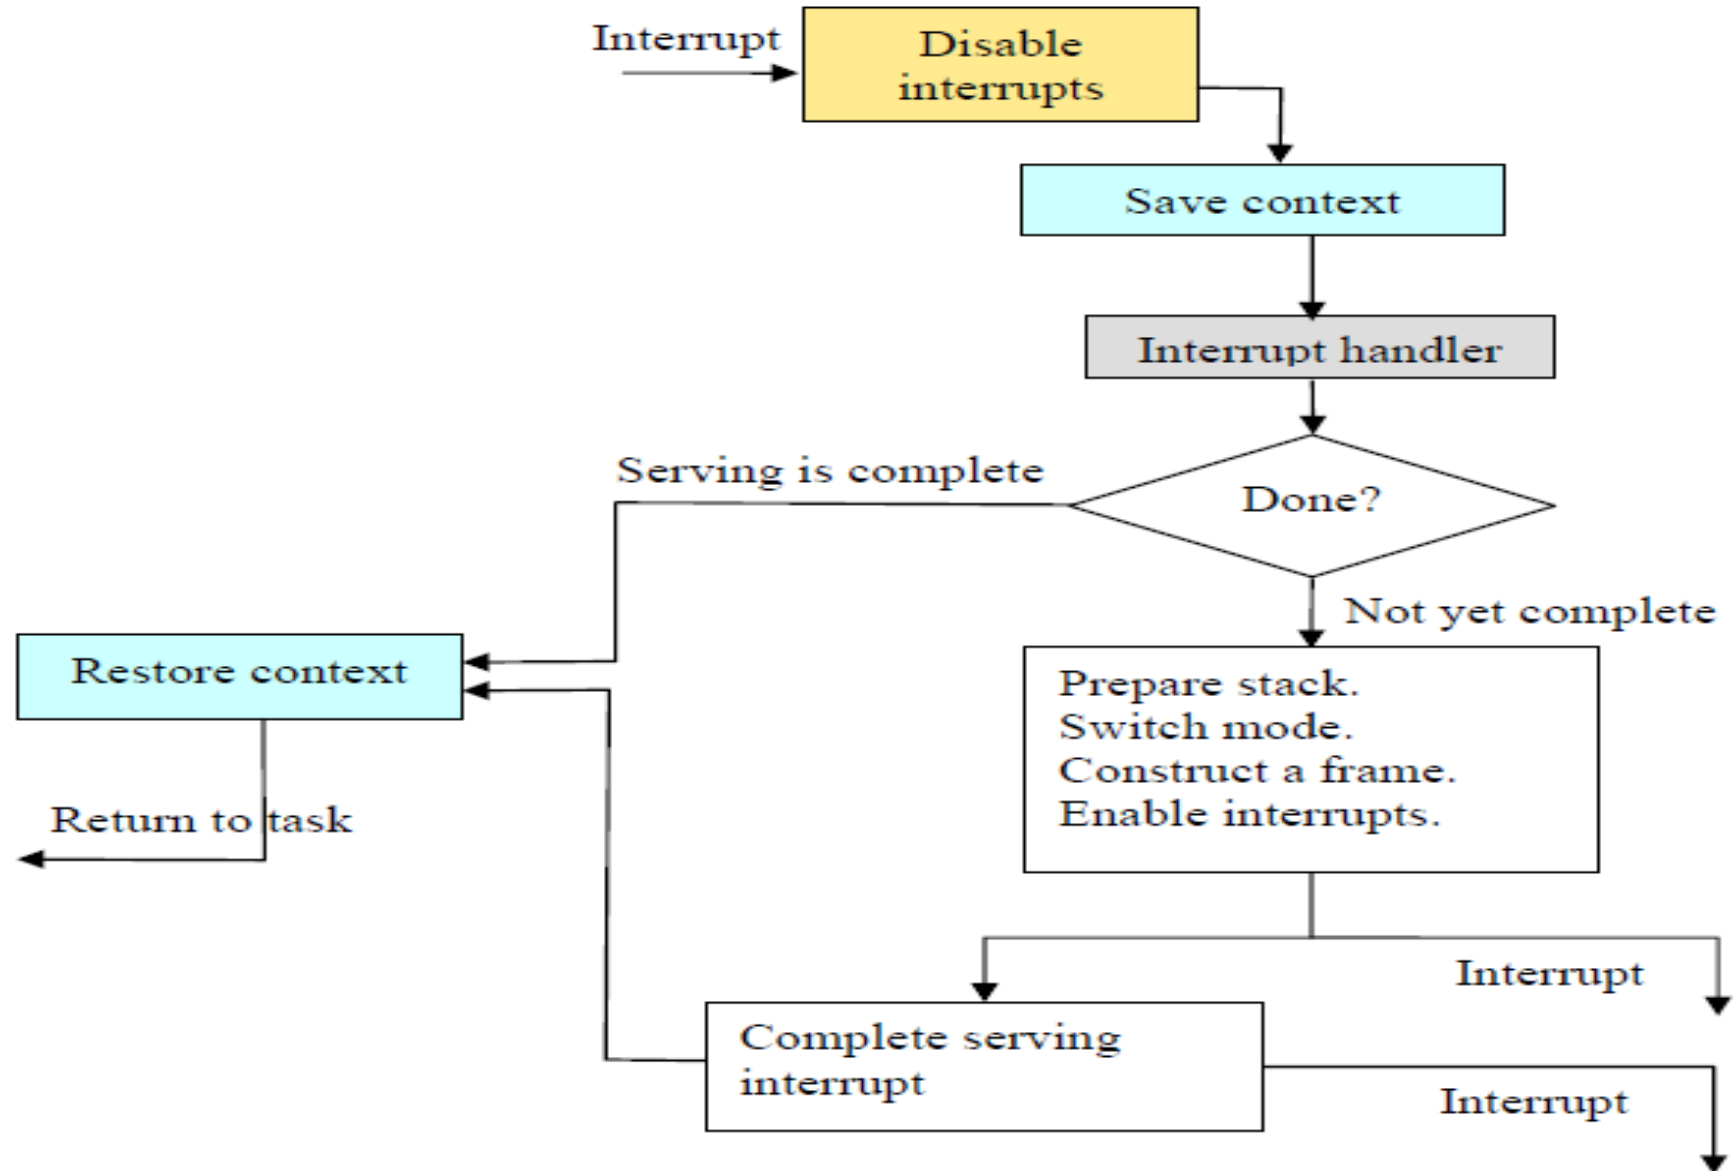 Interrupt
Disable
interrupts
Save context
Interrupt handler
Serving is complete
Done?
Not yet complete
Restore context
Prepare stack.
Switch mode.
Construct a frame.
Enable interrupts.
Return to task
Interrupt
Complete serving
interrupt
Interrupt